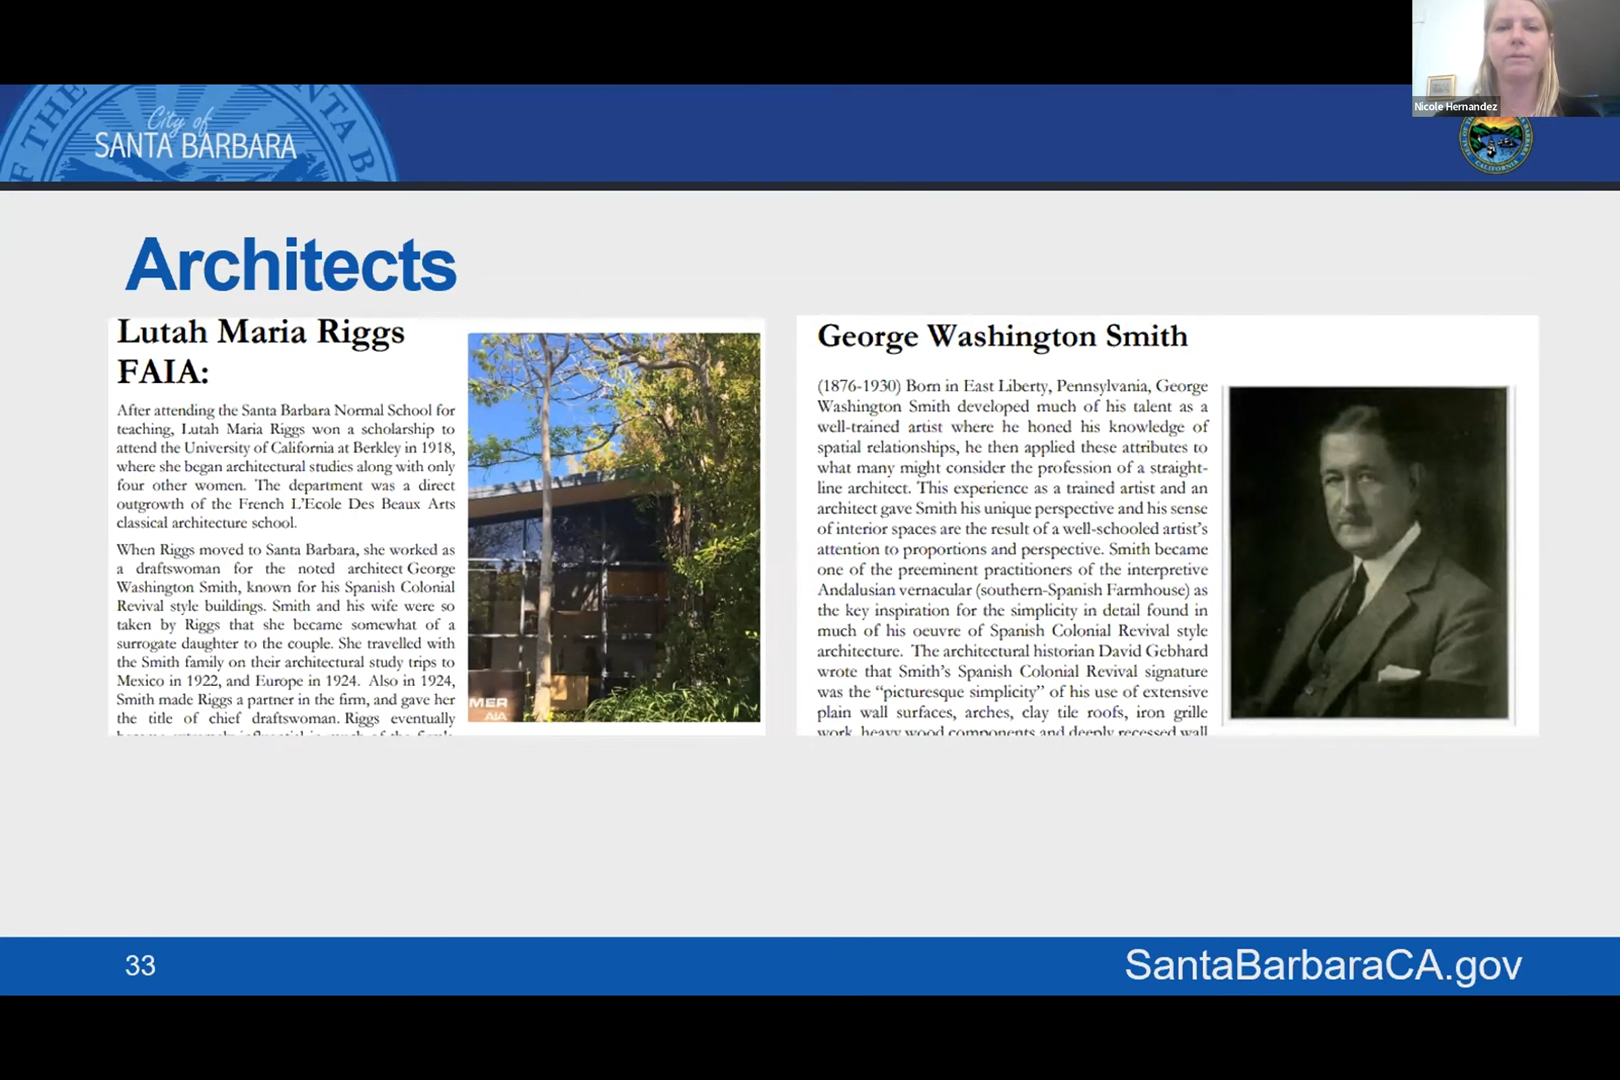 Nicole Hernandez
City of
SANTA BARBARA
Architects
Lutah Maria Riggs
FAIA:
After attending the Santa Barbara Normal School for
teaching, Lutah Maria Riggs won a scholarship to
attend the University of California at Berkley in 1918,
where she began architectural studies along with only
four other women. The department was a direct
outgrowth of the French L'Ecole Des Beaux Arts
classical architecture school.
When Riggs moved to Santa Barbara, she worked as
a draftswoman for the noted architect George
Washington Smith, known for his Spanish Colonial
Revival style buildings. Smith and his wife were so
taken by Riggs that she became somewhat of a
surrogate daughter to the couple. She travelled with
the Smith family on their architectural study trips to
Mexico in 1922, and Europe in 1924. Also in 1924,
Smith made Riggs a partner in the firm, and gave her
the title of chief draftswoman. Riggs eventually
MER
AIA
George Washington Smith
(1876-1930) Born in East Liberty, Pennsylvania, George
Washington Smith developed much of his talent as a
well-trained artist where he honed his knowledge of
spatial relationships, he then applied these attributes to
what many might consider the profession of a straight-
line architect. This experience as a trained artist and an
architect gave Smith his unique perspective and his sense
of interior spaces are the result of a well-schooled artist's
attention to proportions and perspective. Smith became
one of the preeminent practitioners of the interpretive
Andalusian vernacular (southern-Spanish Farmhouse) as
the key inspiration for the simplicity in detail found in
much of his oeuvre of Spanish Colonial Revival style
architecture. The architectural historian David Gebhard
wrote that Smith's Spanish Colonial Revival signature
was the "picturesque simplicity" of his use of extensive
plain wall surfaces, arches, clay tile roofs, iron grille
work, heavy wood components and deeply recessed wall
33
SantaBarbaraCA.gov